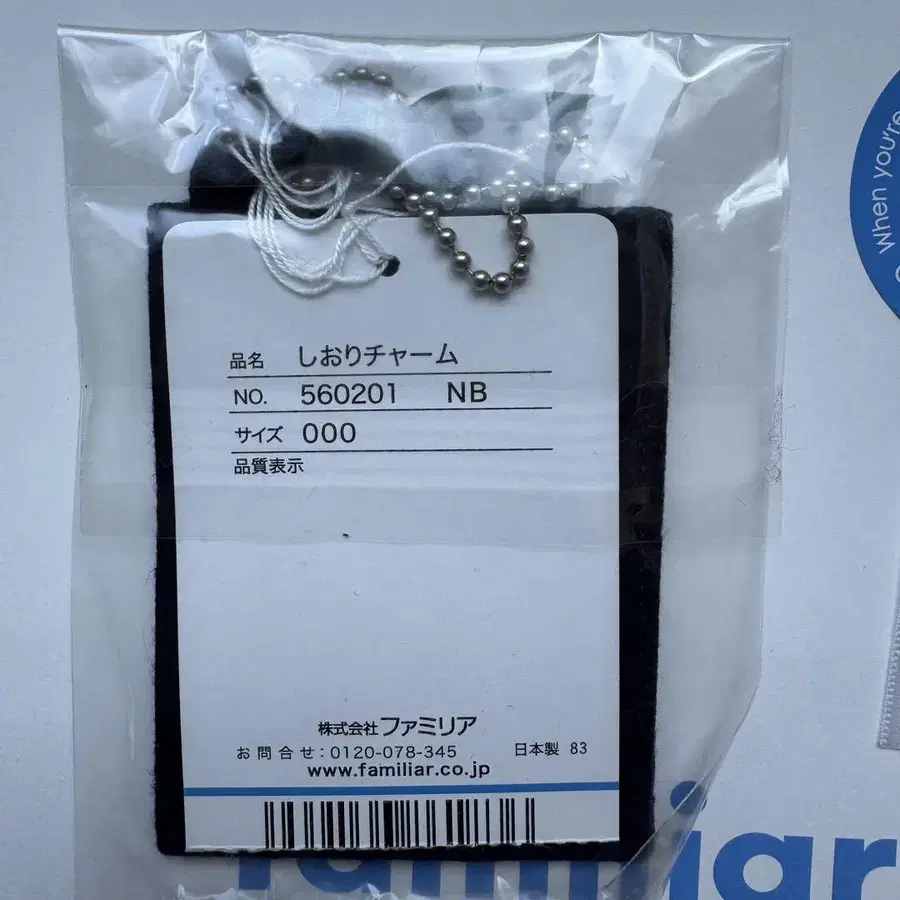 When you're
品名 しおりチャーム
NO. 560201 NB
サイズ 000
品質表示
株式会社ファミリア
お問合せ:0120-078-345 日本製 83
www.familiar.co.jp
familiar